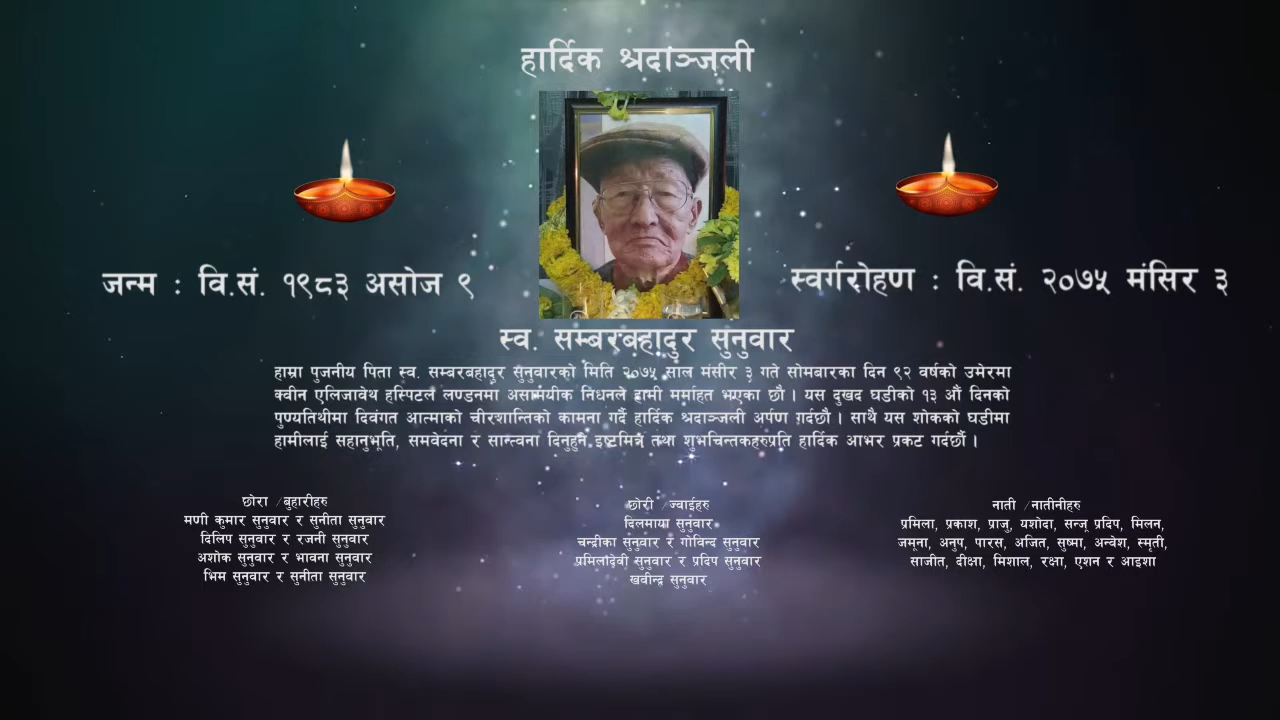 हार्दिक श्रदाञ्जली
जन्म : वि.सं. १९८३ असोज ९
स्वर्गरोहण : वि.सं. २०७५ मंसिर ३
स्व. सम्बरबहादुर सुनुवार
हाम्रा पुजनीय पिता स्व. सम्बरबहादुर सुनुवारको मिति २०७५ साल मंसीर ३ गते सोमबारका दिन ९२ वर्षको उमेरमा
क्वीन एलिजावेथ हस्पिटल लण्डनमा असामयीक निधनले हामी मर्माहत भएका छौ । यस दुखद घडीको १३ औं दिनको
पुण्यतिथीमा दिवंगत आत्माको चीरशान्तिको कामना गर्दै हार्दिक श्रदाञ्जली अर्पण गर्दछौ । साथै यस शोकको घडीमा
हामीलाई सहानुभूति, समवेदना र सान्त्वना दिनुहुने इष्टमित्र तथा शुभचिन्तकहरुप्रति हार्दिक आभर प्रकट गर्दछौं ।
छोरा /बुहारीहरु
मणी कुमार सुनुवार र सुनीता सुनुवार
दिलिप सुनुवार र रजनी सुनुवार
अशोक सुनुवार र भावना सुनुवार
भिम सुनुवार र सुनीता सुनुवार
छोरी /ज्वाईहरु
दिलमाया सुनुवार
चन्द्रीका सुनुवार र गोविन्द सुनुवार
प्रमिलादेवी सुनुवार र प्रदिप सुनुवार
खवीन्द्र सुनुवार
नाती /नातीनीहरु
प्रमिला, प्रकाश, प्राजु, यशोदा, सन्जु प्रदिप, मिलन,
जमूना, अनुप, पारस, अजित, सुष्मा, अन्वेश, स्मृती,
साजीत, दीक्षा, मिशाल, रक्षा, एशन र आइशा